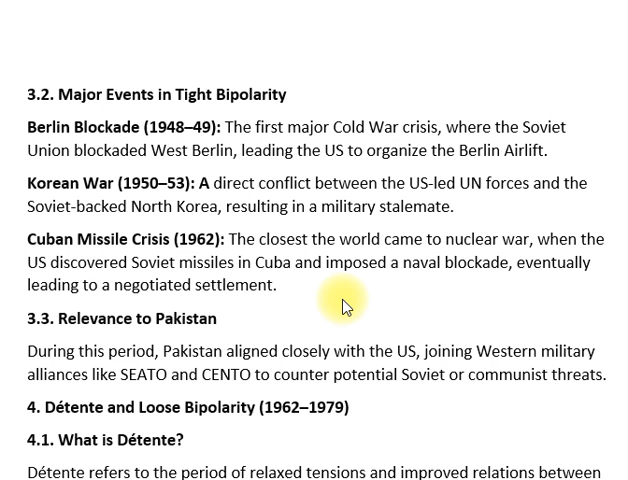 3.2. Major Events in Tight Bipolarity
Berlin Blockade (1948–49): The first major Cold War crisis, where the Soviet
Union blockaded West Berlin, leading the US to organize the Berlin Airlift.
Korean War (1950–53): A direct conflict between the US-led UN forces and the
Soviet-backed North Korea, resulting in a military stalemate.
Cuban Missile Crisis (1962): The closest the world came to nuclear war, when the
US discovered Soviet missiles in Cuba and imposed a naval blockade, eventually
leading to a negotiated settlement.
3.3. Relevance to Pakistan
During this period, Pakistan aligned closely with the US, joining Western military
alliances like SEATO and CENTO to counter potential Soviet or communist threats.
4. Détente and Loose Bipolarity (1962–1979)
4.1. What is Détente?
Détente refers to the period of relaxed tensions and improved relations between